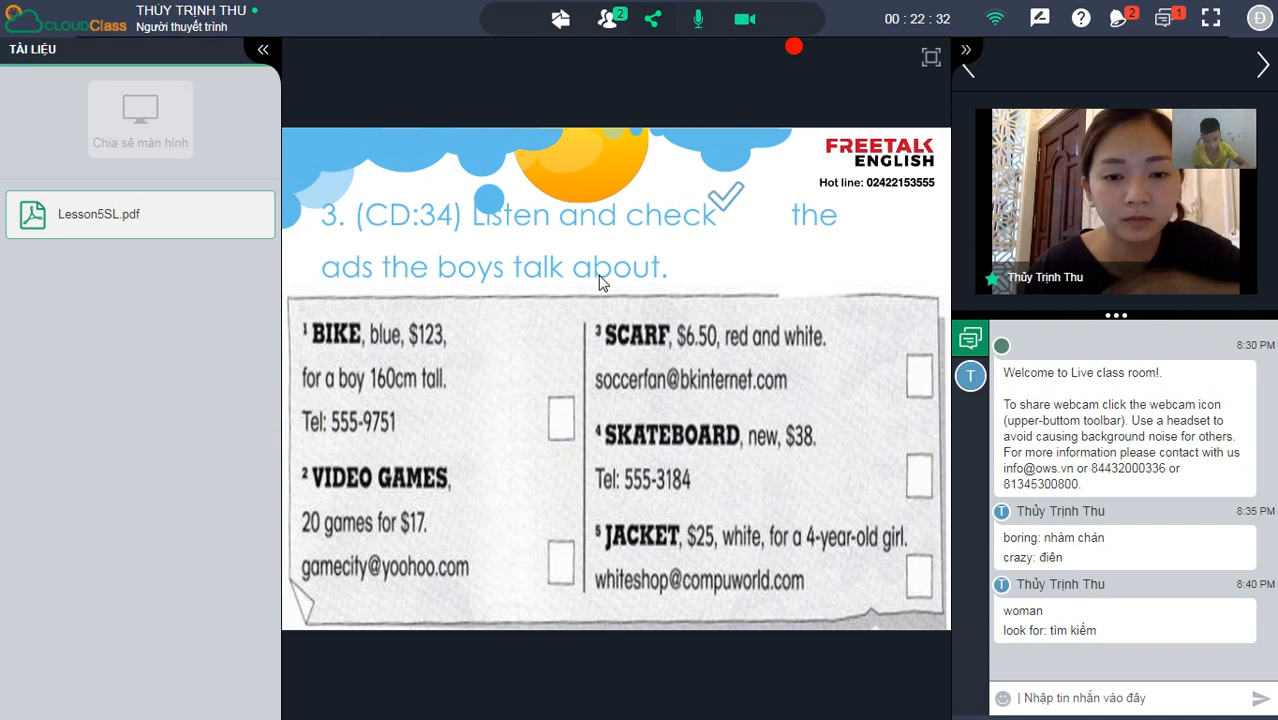 CLOUDClass
THỦY TRỊNH THU
Người thuyết trình
2
00 : 22 : 32
2
1
Đ
TÀI LIỆU
Chia sẻ màn hình
Lesson5SL.pdf
FREETALK
ENGLISH
Hot line: 02422153555
3. (CD:34) Listen and check the
ads the boys talk about.
1 BIKE, blue, $123,
for a boy 160cm tall.
Tel: 555-9751
2 VIDEO GAMES,
20 games for $17.
gamecity@yoohoo.com
3 SCARF, $6.50, red and white.
soccerfan@bkinternet.com
4 SKATEBOARD, new, $38.
Tel: 555-3184
5 JACKET, $25, white, for a 4-year-old girl.
whiteshop@compuworld.com
Thủy Trịnh Thu
8:30 PM
T
Welcome to Live class room!.
To share webcam click the webcam icon
(upper-buttom toolbar). Use a headset to
avoid causing background noise for others.
For more information please contact with us
info@ows.vn or 84432000336 or
81345300800.
T Thủy Trịnh Thu 8:35 PM
boring: nhàm chán
crazy: điên
T Thủy Trịnh Thu 8:40 PM
woman
look for: tìm kiếm
Nhập tin nhắn vào đây